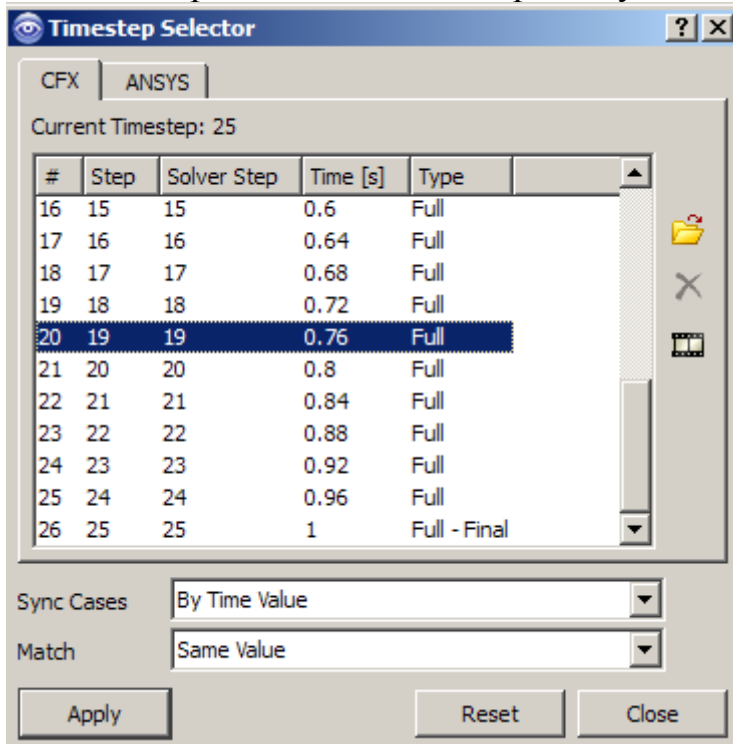 Timestep Selector
CFX ANSYS
Current Timestep: 25
# Step Solver Step Time [s] Type
16 15 15 0.6 Full
17 16 16 0.64 Full
18 17 17 0.68 Full
19 18 18 0.72 Full
20 19 19 0.76 Full
21 20 20 0.8 Full
22 21 21 0.84 Full
23 22 22 0.88 Full
24 23 23 0.92 Full
25 24 24 0.96 Full
26 25 25 1 Full - Final
Sync Cases By Time Value
Match Same Value
Apply Reset Close